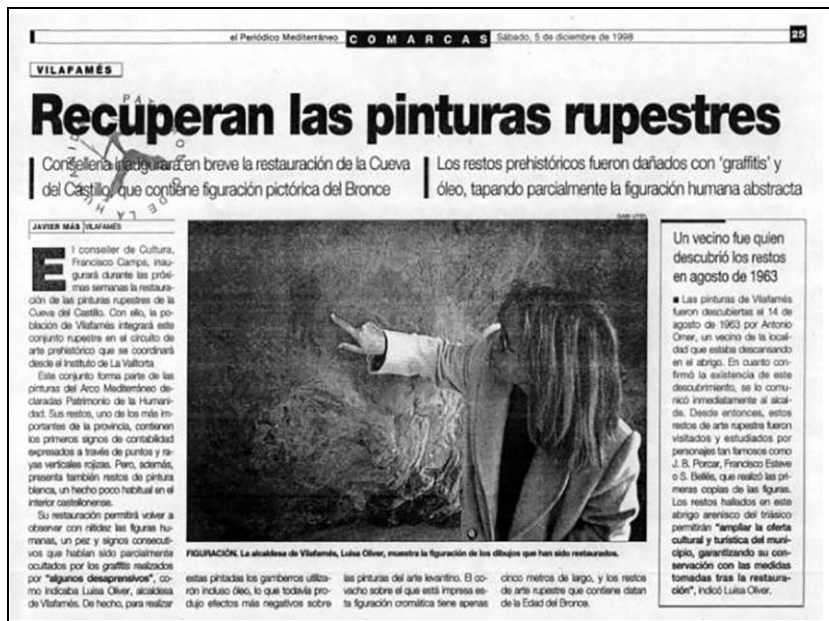 el Periódico Mediterráneo COMARCAS Sábado, 5 de diciembre de 1998 25
VILAFAMÉS
Recuperan las pinturas rupestres
Conselleria inaugurará en breve la restauración de la Cueva
del Castillo, que contiene figuración pictórica del Bronce
Los restos prehistóricos fueron dañados con 'graffitis' y
óleo, tapando parcialmente la figuración humana abstracta
JAVIER MÁS VILAFAMÉS
El conseller de Cultura,
Francisco Camps, inau-
gurará durante las próxi-
mas semanas la restaura-
ción de las pinturas rupestres de la
Cueva del Castillo. Con ello, la po-
blación de Vilafamés integrará este
conjunto rupestre en el circuito de
arte prehistórico que se coordinará
desde el Instituto de La Valltorta.
Este conjunto forma parte de las
pinturas del Arco Mediterráneo de-
claradas Patrimonio de la Humani-
dad. Sus restos, uno de los más im-
portantes de la provincia, contienen
los primeros signos de contabilidad
expresados a través de puntos y ra-
yas verticales rojizas. Pero, además,
presenta también restos de pintura
blanca, un hecho poco habitual en el
interior castellonense.
Su restauración permitirá volver a
observar con nitidez las figuras hu-
manas, un pez y signos consecuti-
vos que habían sido parcialmente
ocultados por los grafitis realizados
por "algunos desaprensivos", co-
mo indicaba Luisa Oliver, alcaldesa
de Vilafamés. De hecho, para realizar
FIGURACIÓN. La alcaldesa de Vilafamés, Luisa Oliver, muestra la figuración de los dibujos que han sido restaurados.
estas pintadas los gamberros utiliza-
rón incluso óleo, lo que todavía pro-
dujo efectos más negativos sobre
las pinturas del arte levantino. El co-
vacho sobre el que está impresa es-
ta figuración cromática tiene apenas
cinco metros de largo, y los restos
de arte rupestre que contiene datan
de la Edad del Bronce.
Un vecino fue quien
descubrió los restos
en agosto de 1963
■ Las pinturas de Vilafamés
fueron descubiertas el 14 de
agosto de 1963 por Antonio
Omer, un vecino de la locali-
dad que estaba descansando
en el abrigo. En cuanto con-
firmó la existencia de este
descubrimiento, se lo comu-
nicó inmediatamente al alcal-
de. Desde entonces, estos
restos de arte rupestre fueron
visitados y estudiados por
personajes tan famosos como
J. B. Porcar, Francisco Esteve
o S. Bellés, que realizó las pri-
meras copias de las figuras.
Los restos hallados en este
abrigo arenisco del triásico
permitirán "ampliar la oferta
cultural y turística del muni-
cipio, garantizando su con-
servación con las medidas
tomadas tras la restaura-
ción", indicó Luisa Oliver.